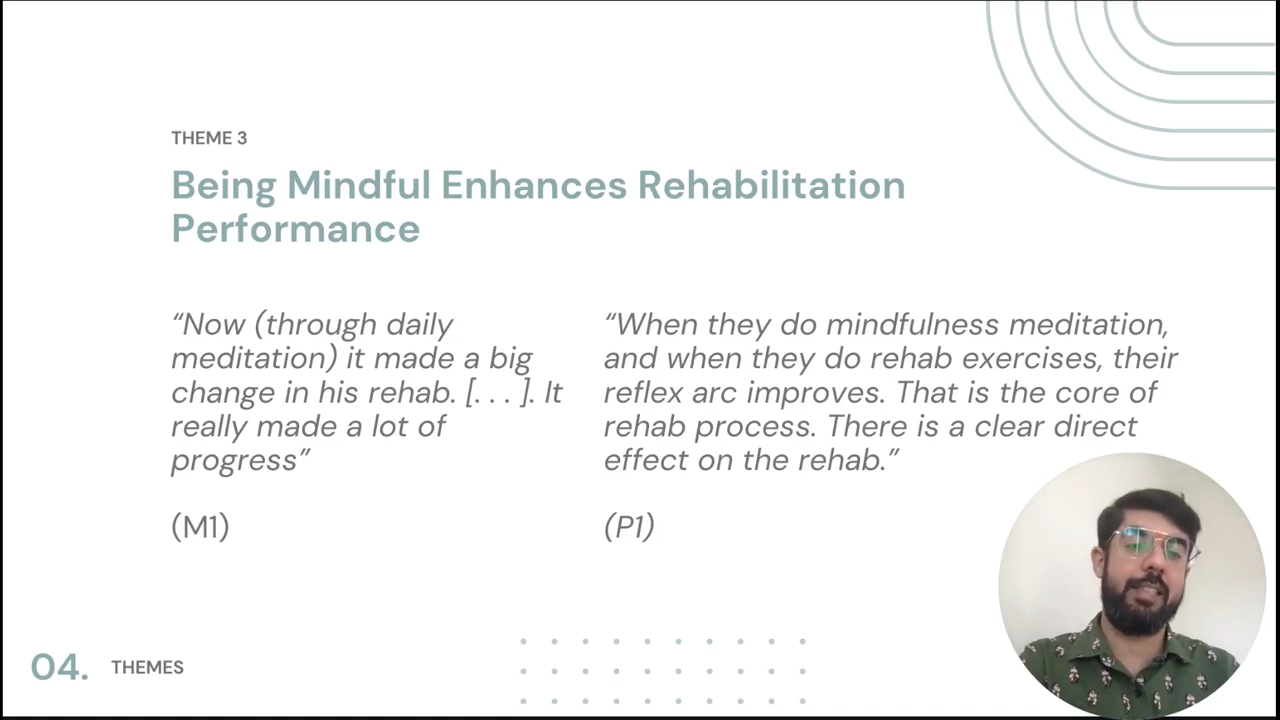 THEME 3
Being Mindful Enhances Rehabilitation
Performance
“Now (through daily
meditation) it made a big
change in his rehab. [. . . ]. It
really made a lot of
progress”
(M1)
“When they do mindfulness meditation,
and when they do rehab exercises, their
reflex arc improves. That is the core of
rehab process. There is a clear direct
effect on the rehab.”
(P1)
04. THEMES